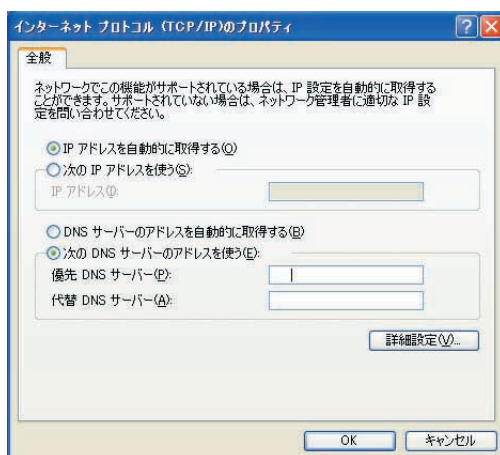 インターネット プロトコル (TCP/IP)のプロパティ
全般
ネットワークでこの機能がサポートされている場合は、IP 設定を自動的に取得する
ことができます。サポートされていない場合は、ネットワーク管理者に適切な IP 設
定を問い合わせてください。
IP アドレスを自動的に取得する(O)
次の IP アドレスを使う(S):
IP アドレス(I):
DNS サーバーのアドレスを自動的に取得する(B)
次の DNS サーバーのアドレスを使う(E):
優先 DNS サーバー(P):
代替 DNS サーバー(A):
詳細設定(V)...
OK
キャンセル